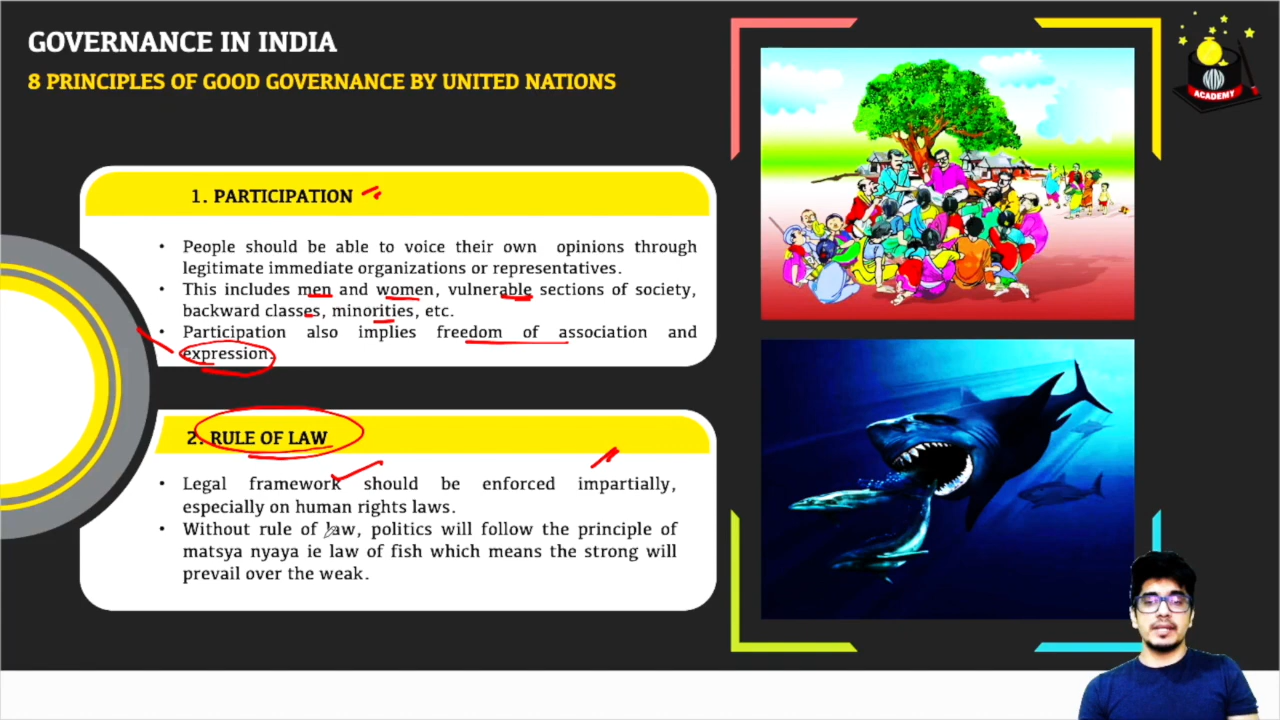 GOVERNANCE IN INDIA
8 PRINCIPLES OF GOOD GOVERNANCE BY UNITED NATIONS
ACADEMY
1. PARTICIPATION
• People should be able to voice their own opinions through
legitimate immediate organizations or representatives.
• This includes men and women, vulnerable sections of society,
backward classes, minorities, etc.
• Participation also implies freedom of association and
expression.
2. RULE OF LAW
• Legal framework should be enforced impartially,
especially on human rights laws.
• Without rule of law, politics will follow the principle of
matsya nyaya ie law of fish which means the strong will
prevail over the weak.